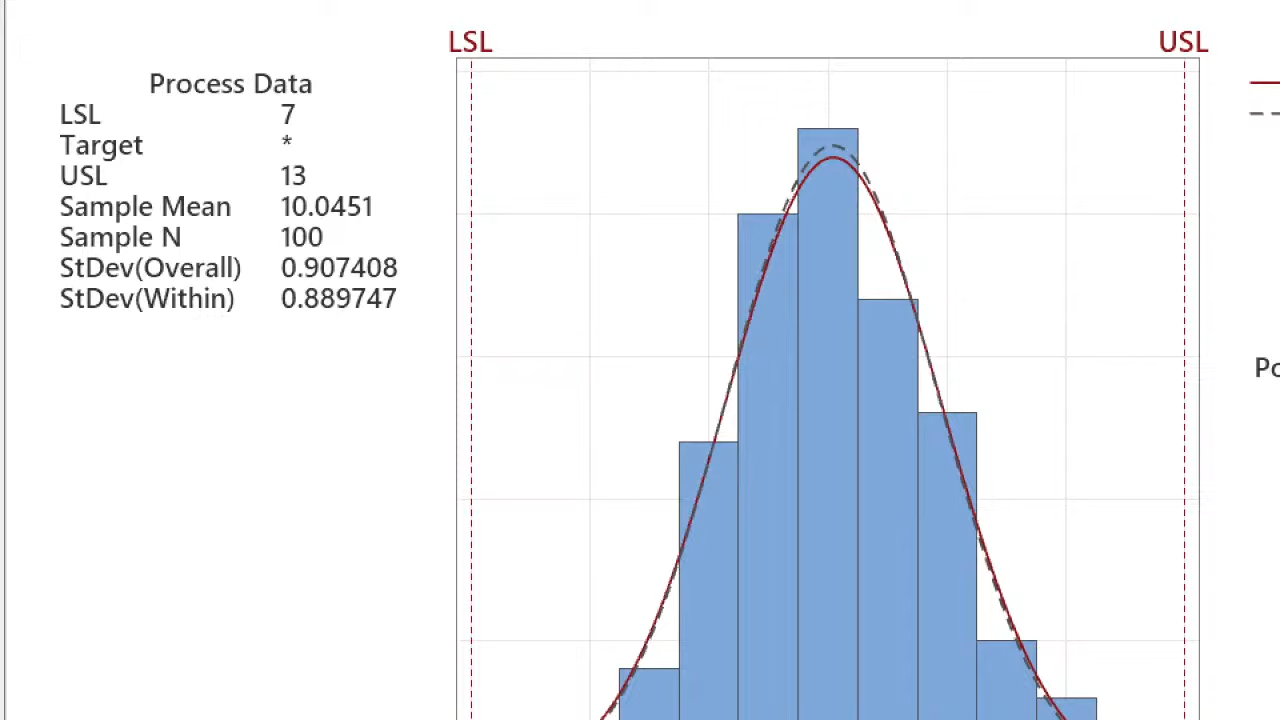 LSL USL
Process Data
LSL 7
Target *
USL 13
Sample Mean 10.0451
Sample N 100
StDev(Overall) 0.907408
StDev(Within) 0.889747